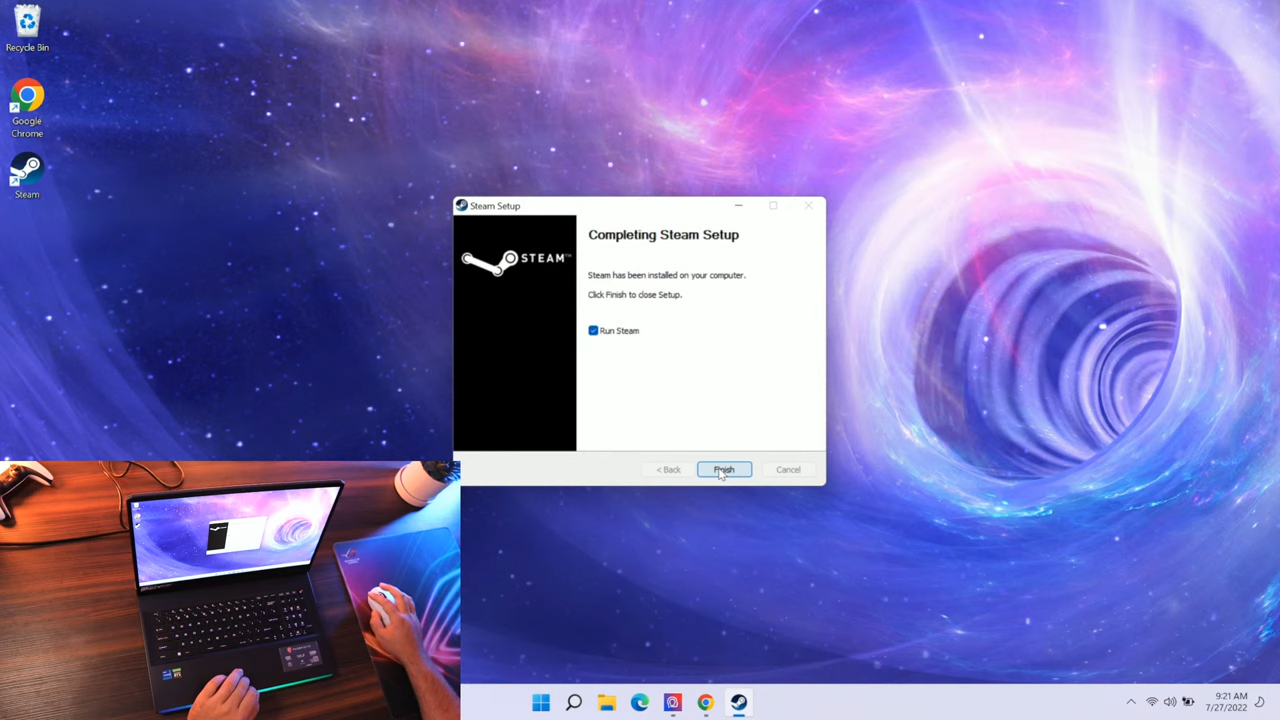 Recycle Bin
Google
Chrome
Steam
Steam Setup
STEAM™
Completing Steam Setup
Steam has been installed on your computer.
Click Finish to close Setup.
Run Steam
< Back
Finish
Cancel
9:21 AM
7/27/2022